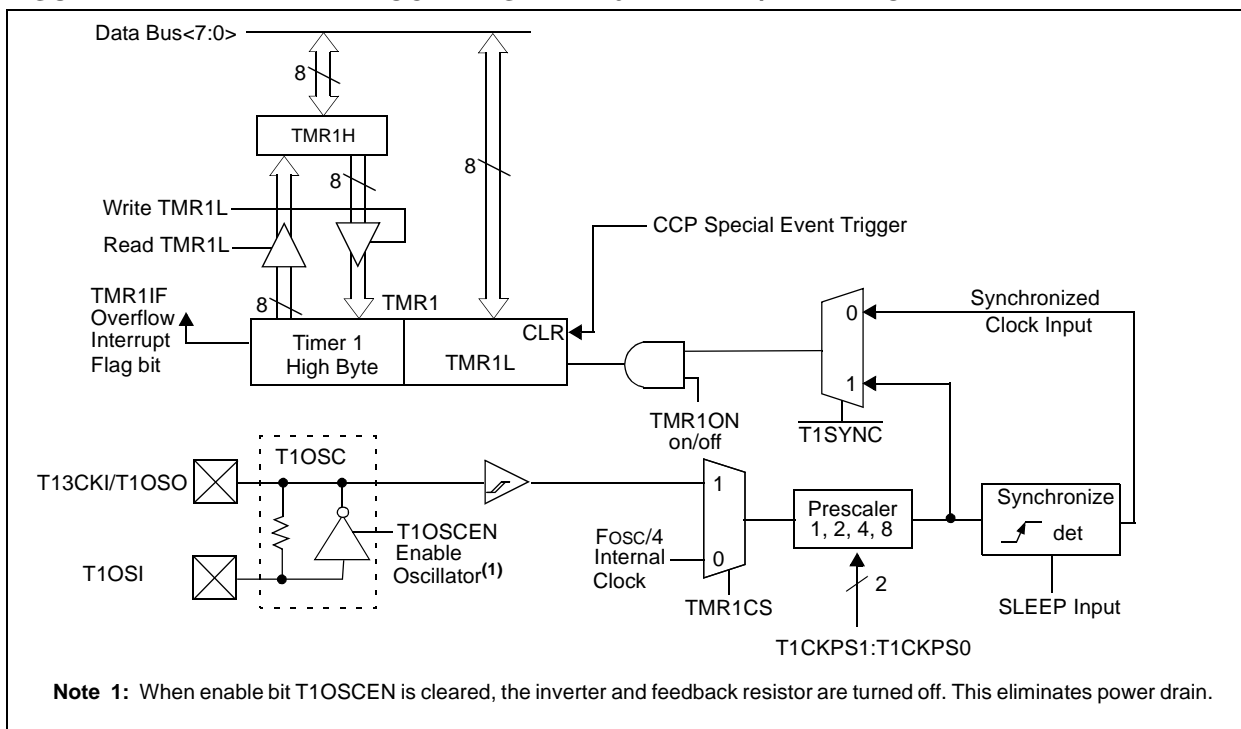 Data Bus<7:0>
8
TMR1H
8
8
Write TMR1L
CCP Special Event Trigger
Read TMR1L
8
TMR1IF
Overflow
Interrupt
Flag bit
TMR1
Timer 1
High Byte
CLR
TMR1L
0
1
Synchronized
Clock Input
TMR1ON
on/off
T1SYNC
T1OSC
T13CKI/T1OSO
1
Prescaler
1, 2, 4, 8
Synchronize
det
T1OSCEN
Enable
Oscillator(1)
FOSC/4
Internal
Clock
0
T1OSI
2
TMR1CS
SLEEP Input
T1CKPS1:T1CKPS0
Note 1: When enable bit T1OSCEN is cleared, the inverter and feedback resistor are turned off. This eliminates power drain.